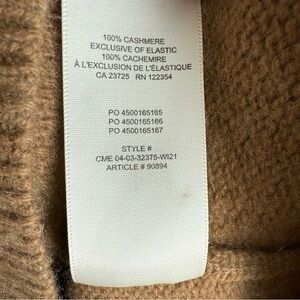 100% CASHMERE
EXCLUSIVE OF ELASTIC
100% CACHEMIRE
À L'EXCLUSION DE L'ÉLASTIQUE
CA 23725 RN 122354
PO 4500165165
PO 4500165166
PO 4500165167
STYLE #
CME 04-03-32375-WI21
ARTICLE # 90894